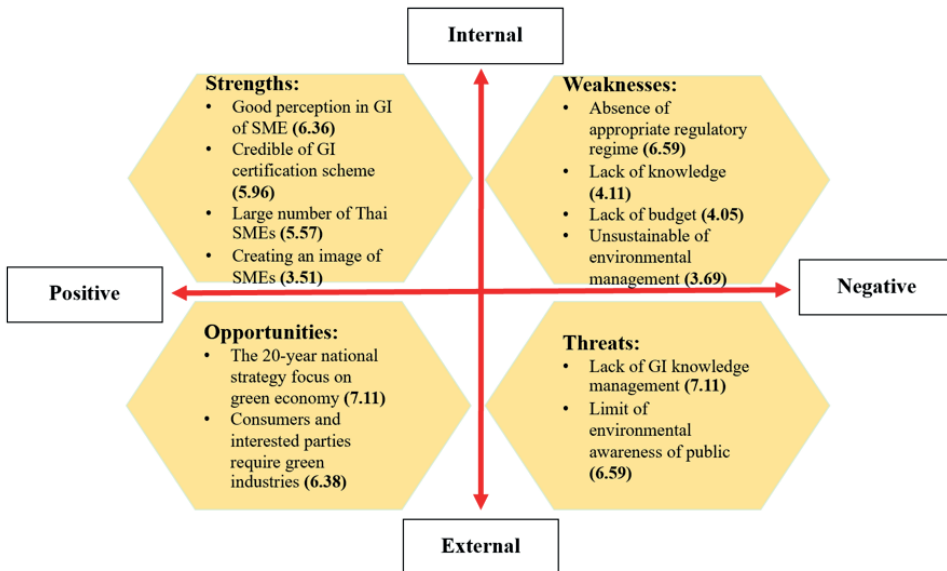 Internal
Strengths:
• Good perception in GI
of SME (6.36)
• Credible of GI
certification scheme
(5.96)
• Large number of Thai
SMEs (5.57)
• Creating an image of
SMEs (3.51)
Weaknesses:
• Absence of
appropriate regulatory
regime (6.59)
• Lack of knowledge
(4.11)
• Lack of budget (4.05)
• Unsustainable of
environmental
management (3.69)
Positive
Negative
Opportunities:
• The 20-year national
strategy focus on
green economy (7.11)
• Consumers and
interested parties
require green
industries (6.38)
Threats:
• Lack of GI knowledge
management (7.11)
• Limit of
environmental
awareness of public
(6.59)
External